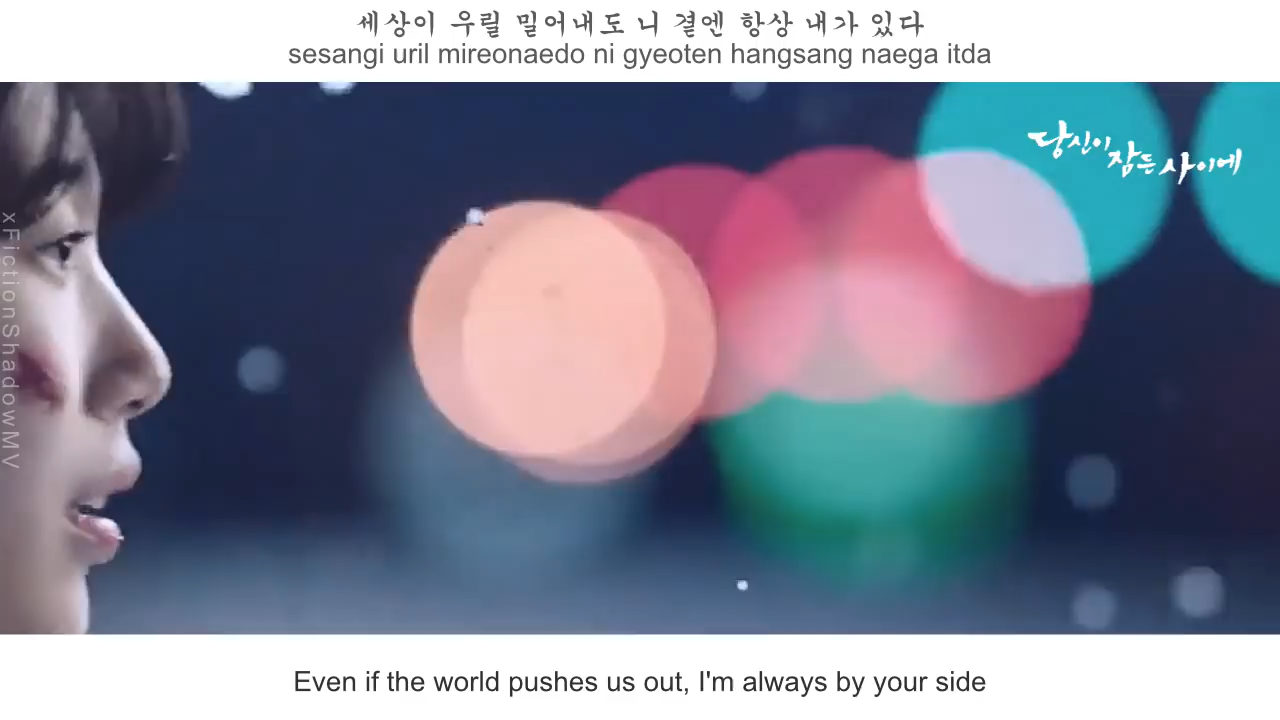 세상이 우릴 밀어내도 니 곁엔 항상 내가 있다
sesangi uril mireonaedo ni gyeoten hangsang naega itda
당신이 잠든 사이에
xFictionShadowMV
Even if the world pushes us out, I'm always by your side